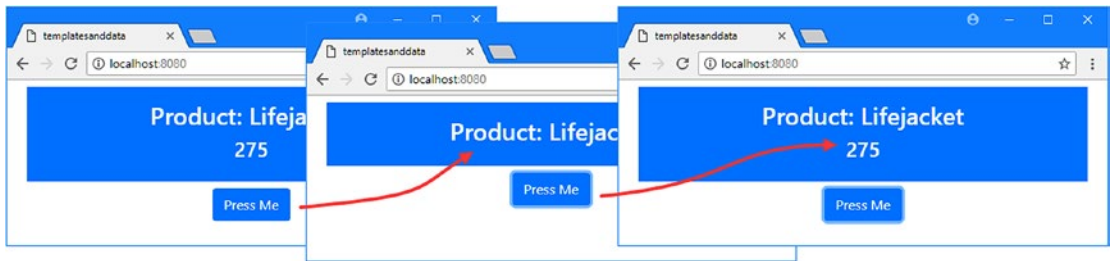 templatesanddata
localhost:8080
Product: Lifeja
275
Press Me
templatesanddata
localhost:8080
Product: Lifejac
Press Me
templatesanddata
localhost:8080
Product: Lifejacket
275
Press Me